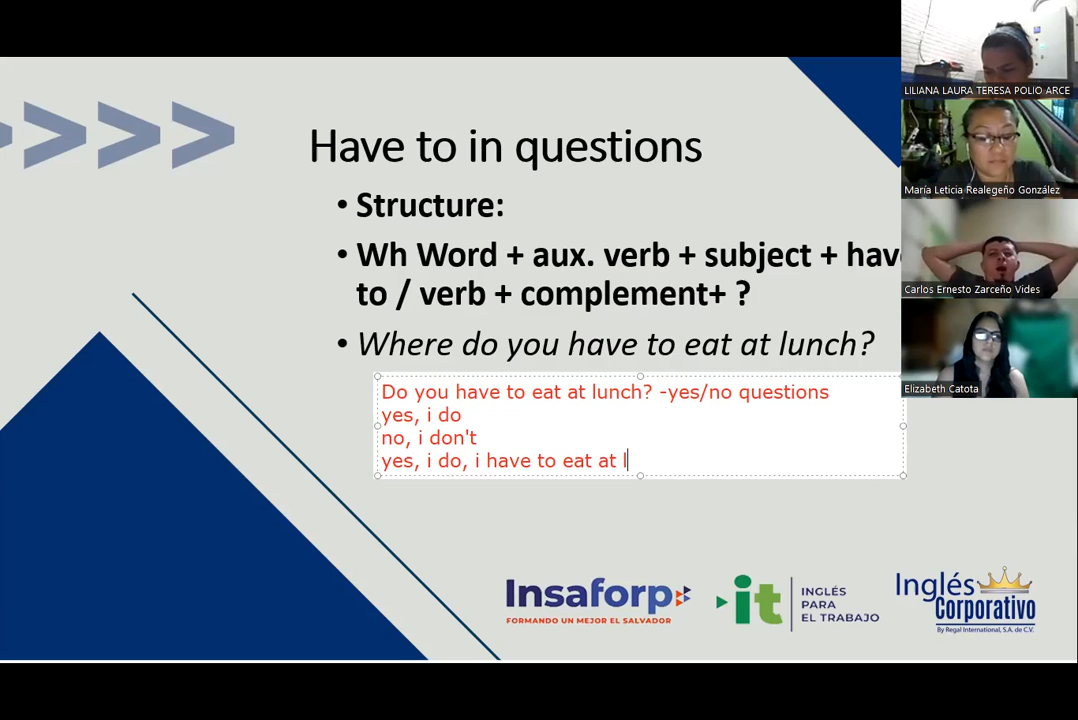 Have to in questions
• Structure:
• Wh Word + aux. verb + subject + hav
to / verb + complement+ ?
• Where do you have to eat at lunch?
Do you have to eat at lunch? -yes/no questions
yes, i do
no, i don't
yes, i do, i have to eat at l
LILIANA LAURA TERESA POLIO ARCE
María Leticia Realegeño González
Carlos Ernesto Zarceño Vides
Elizabeth Catota
Insaforp
FORMANDO UN MEJOR EL SALVADOR
it
INGLÉS
PARA
EL TRABAJO
Inglés
Corporativo
By Regal International, S.A. de C.V.